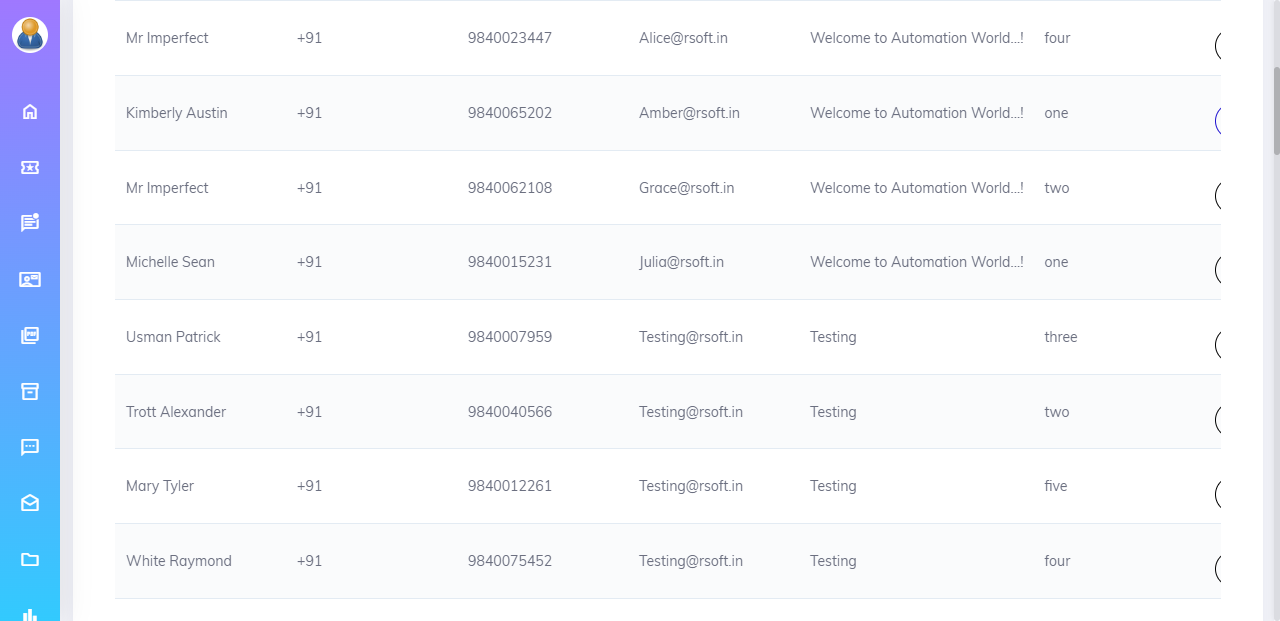 Mr Imperfect +91 9840023447 Alice@rsoft.in Welcome to Automation World...! four
Kimberly Austin +91 9840065202 Amber@rsoft.in Welcome to Automation World...! one
Mr Imperfect +91 9840062108 Grace@rsoft.in Welcome to Automation World...! two
Michelle Sean +91 9840015231 Julia@rsoft.in Welcome to Automation World...! one
Usman Patrick +91 9840007959 Testing@rsoft.in Testing three
Trott Alexander +91 9840040566 Testing@rsoft.in Testing two
Mary Tyler +91 9840012261 Testing@rsoft.in Testing five
White Raymond +91 9840075452 Testing@rsoft.in Testing four